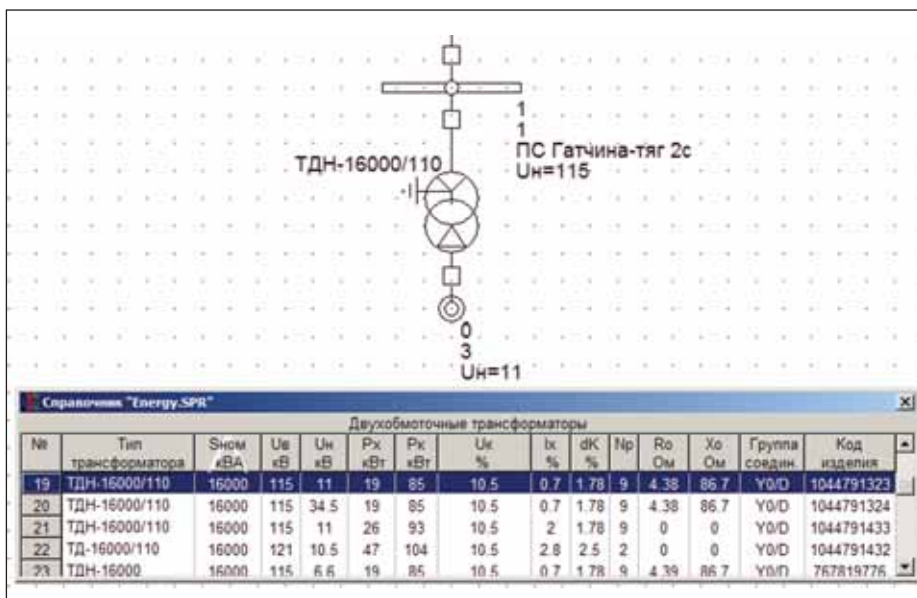 1
1
ПС Гатчина-тяг 2с
ТДН-16000/110
Uн=115
0
3
Uн=11
Справочник "Energy.SPR"
Двухобмоточные трансформаторы
№ Тип трансформатора Sном кВА Uв кВ Uн кВ Рх кВт Рк кВт Uк % Iх % dК % Nр Rо Ом Хо Ом Группа соедин. Код изделия
19 ТДН-16000/110 16000 115 11 19 85 10.5 0.7 1.78 9 4.38 86.7 Y0/D 1044791323
20 ТДН-16000/110 16000 115 34.5 19 85 10.5 0.7 1.78 9 4.38 86.7 Y0/D 1044791324
21 ТДН-16000/110 16000 115 11 26 93 10.5 2 1.78 9 0 0 Y0/D 1044791433
22 ТД-16000/110 16000 121 10.5 47 104 10.5 2.8 2.5 2 0 0 Y0/D 1044791432
23 ТДН-16000 16000 115 6.6 19 85 10.5 0.7 1.78 9 4.39 86.7 Y0/D 767819776